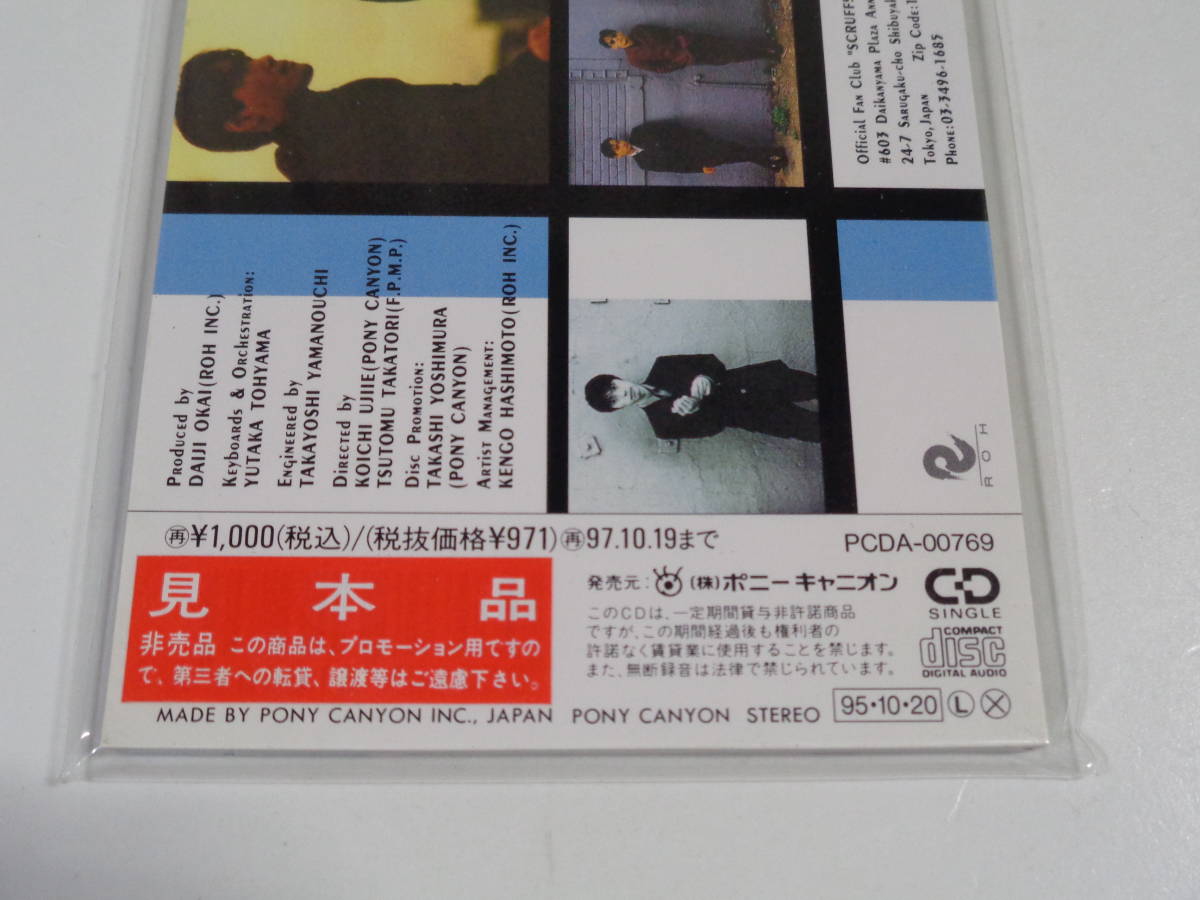 Official Fan Club "SCRUFF
#603 Daikanyama Plaza Ann
24-7 Sarugaku-cho Shibuya
Tokyo,Japan Zip Code:1
Phone:03-3496-1685
Produced by
DAIJI OKAI(ROH INC.)
Keyboards & Orchestration:
YUTAKA TOHYAMA
Engineered by
TAKAYOSHI YAMANOUCHI
Directed by
KOICHI UJIIE(PONY CANYON)
TSUTOMU TAKATORI(F.P.M.P.)
Disc Promotion:
TAKASHI YOSHIMURA
(PONY CANYON)
Artist Management:
KENGO HASHIMOTO(ROH INC.)
ROH
再¥1,000(税込)/(税抜価格¥971)再97.10.19まで
PCDA-00769
見本品
非売品 この商品は、プロモーション用ですの
で、第三者への転貸、譲渡等はご遠慮下さい。
発売元: (株)ポニーキャニオン
このCDは、一定期間貸与非許諾商品
ですが、この期間経過後も権利者の
許諾なく賃貸業に使用することを禁じます。
また、無断録音は法律で禁じられています。
CD
SINGLE
COMPACT
disc
DIGITAL AUDIO
MADE BY PONY CANYON INC., JAPAN PONY CANYON STEREO 95・10・20 Ⓛ Ⓧ